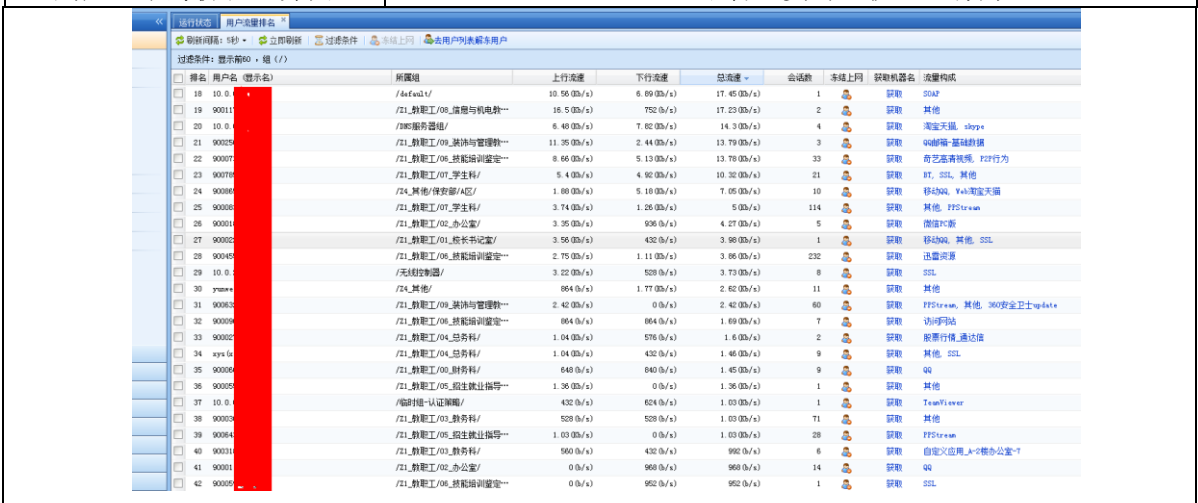 运行状态 用户流量排名
刷新间隔: 5秒 立即刷新 过滤条件 冻结上网 去用户列表解冻用户
过滤条件: 显示前60 , 组 (/)
排名 用户名 (显示名) 所属组 上行流速 下行流速 总流速 会话数 冻结上网 获取机器名 流量构成
18 10.0. /default/ 10.56(Kb/s) 6.89(Kb/s) 17.45(Kb/s) 1 获取 SOAP
19 90011 /Z1_教职工/08_信息与机电教… 16.5(Kb/s) 752(b/s) 17.23(Kb/s) 2 获取 其他
20 10.0. /DNS服务器组/ 6.48(Kb/s) 7.82(Kb/s) 14.3(Kb/s) 4 获取 淘宝天猫, skype
21 90025 /Z1_教职工/09_装饰与管理教… 11.35(Kb/s) 2.44(Kb/s) 13.79(Kb/s) 3 获取 QQ邮箱-基础数据
22 90007 /Z1_教职工/06_技能培训鉴定… 8.66(Kb/s) 5.13(Kb/s) 13.78(Kb/s) 33 获取 奇艺高清视频, P2P行为
23 90078 /Z1_教职工/07_学生科/ 5.4(Kb/s) 4.92(Kb/s) 10.32(Kb/s) 21 获取 BT, SSL, 其他
24 90086 /Z4_其他/保安部/A区/ 1.88(Kb/s) 5.18(Kb/s) 7.05(Kb/s) 10 获取 移动QQ, Web淘宝天猫
25 90008 /Z1_教职工/07_学生科/ 3.74(Kb/s) 1.26(Kb/s) 5(Kb/s) 114 获取 其他, PPStream
26 90001 /Z1_教职工/02_办公室/ 3.35(Kb/s) 936(b/s) 4.27(Kb/s) 5 获取 微信PC版
27 90002 /Z1_教职工/01_校长书记室/ 3.56(Kb/s) 432(b/s) 3.98(Kb/s) 1 获取 移动QQ, 其他, SSL
28 90045 /Z1_教职工/06_技能培训鉴定… 2.75(Kb/s) 1.11(Kb/s) 3.86(Kb/s) 232 获取 迅雷资源
29 10.0. /无线控制器/ 3.22(Kb/s) 528(b/s) 3.73(Kb/s) 8 获取 SSL
30 yunwe /Z4_其他/ 864(b/s) 1.77(Kb/s) 2.62(Kb/s) 11 获取 其他
31 90063 /Z1_教职工/09_装饰与管理教… 2.42(Kb/s) 0(b/s) 2.42(Kb/s) 60 获取 PPStream, 其他, 360安全卫士update
32 90009 /Z1_教职工/06_技能培训鉴定… 864(b/s) 864(b/s) 1.69(Kb/s) 7 获取 访问网站
33 90002 /Z1_教职工/04_总务科/ 1.04(Kb/s) 576(b/s) 1.6(Kb/s) 2 获取 股票行情_通达信
34 xys(x /Z1_教职工/04_总务科/ 1.04(Kb/s) 432(b/s) 1.46(Kb/s) 9 获取 其他, SSL
35 90006 /Z1_教职工/00_财务科/ 648(b/s) 840(b/s) 1.45(Kb/s) 9 获取 QQ
36 90005 /Z1_教职工/05_招生就业指导… 1.36(Kb/s) 0(b/s) 1.36(Kb/s) 1 获取 其他
37 10.0. /临时组-认证策略/ 432(b/s) 624(b/s) 1.03(Kb/s) 1 获取 TeamViewer
38 90003 /Z1_教职工/03_教务科/ 528(b/s) 528(b/s) 1.03(Kb/s) 71 获取 其他
39 90064 /Z1_教职工/05_招生就业指导… 1.03(Kb/s) 0(b/s) 1.03(Kb/s) 28 获取 PPStream
40 90031 /Z1_教职工/03_教务科/ 560(b/s) 432(b/s) 992(b/s) 6 获取 自定义应用_A-2楼办公室-T
41 90001 /Z1_教职工/02_办公室/ 0(b/s) 968(b/s) 968(b/s) 14 获取 QQ
42 90005 /Z1_教职工/06_技能培训鉴定… 0(b/s) 952(b/s) 952(b/s) 1 获取 SSL